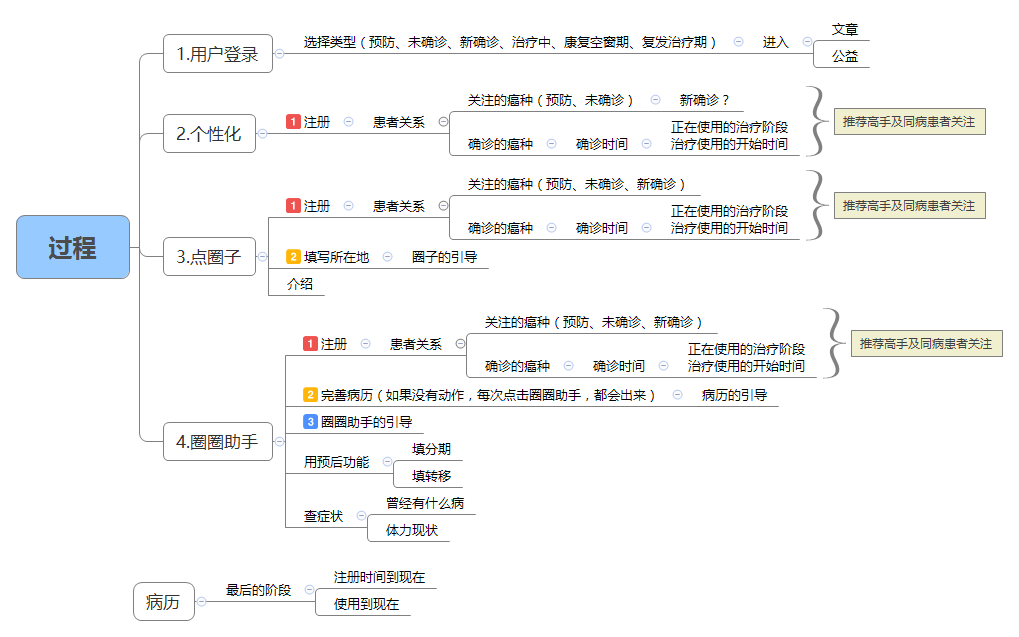 过程
1.用户登录
选择类型（预防、未确诊、新确诊、治疗中、康复空窗期、复发治疗期）
进入
文章
公益
2.个性化
1 注册
患者关系
关注的癌种（预防、未确诊）
新确诊？
确诊的癌种
确诊时间
正在使用的治疗阶段
治疗使用的开始时间
推荐高手及同病患者关注
3.点圈子
1 注册
患者关系
关注的癌种（预防、未确诊、新确诊）
确诊的癌种
确诊时间
正在使用的治疗阶段
治疗使用的开始时间
推荐高手及同病患者关注
2 填写所在地
圈子的引导
介绍
4.圈圈助手
1 注册
患者关系
关注的癌种（预防、未确诊、新确诊）
确诊的癌种
确诊时间
正在使用的治疗阶段
治疗使用的开始时间
推荐高手及同病患者关注
2 完善病历（如果没有动作，每次点击圈圈助手，都会出来）
病历的引导
3 圈圈助手的引导
用预后功能
填分期
填转移
查症状
曾经有什么病
体力现状
病历
最后的阶段
注册时间到现在
使用到现在